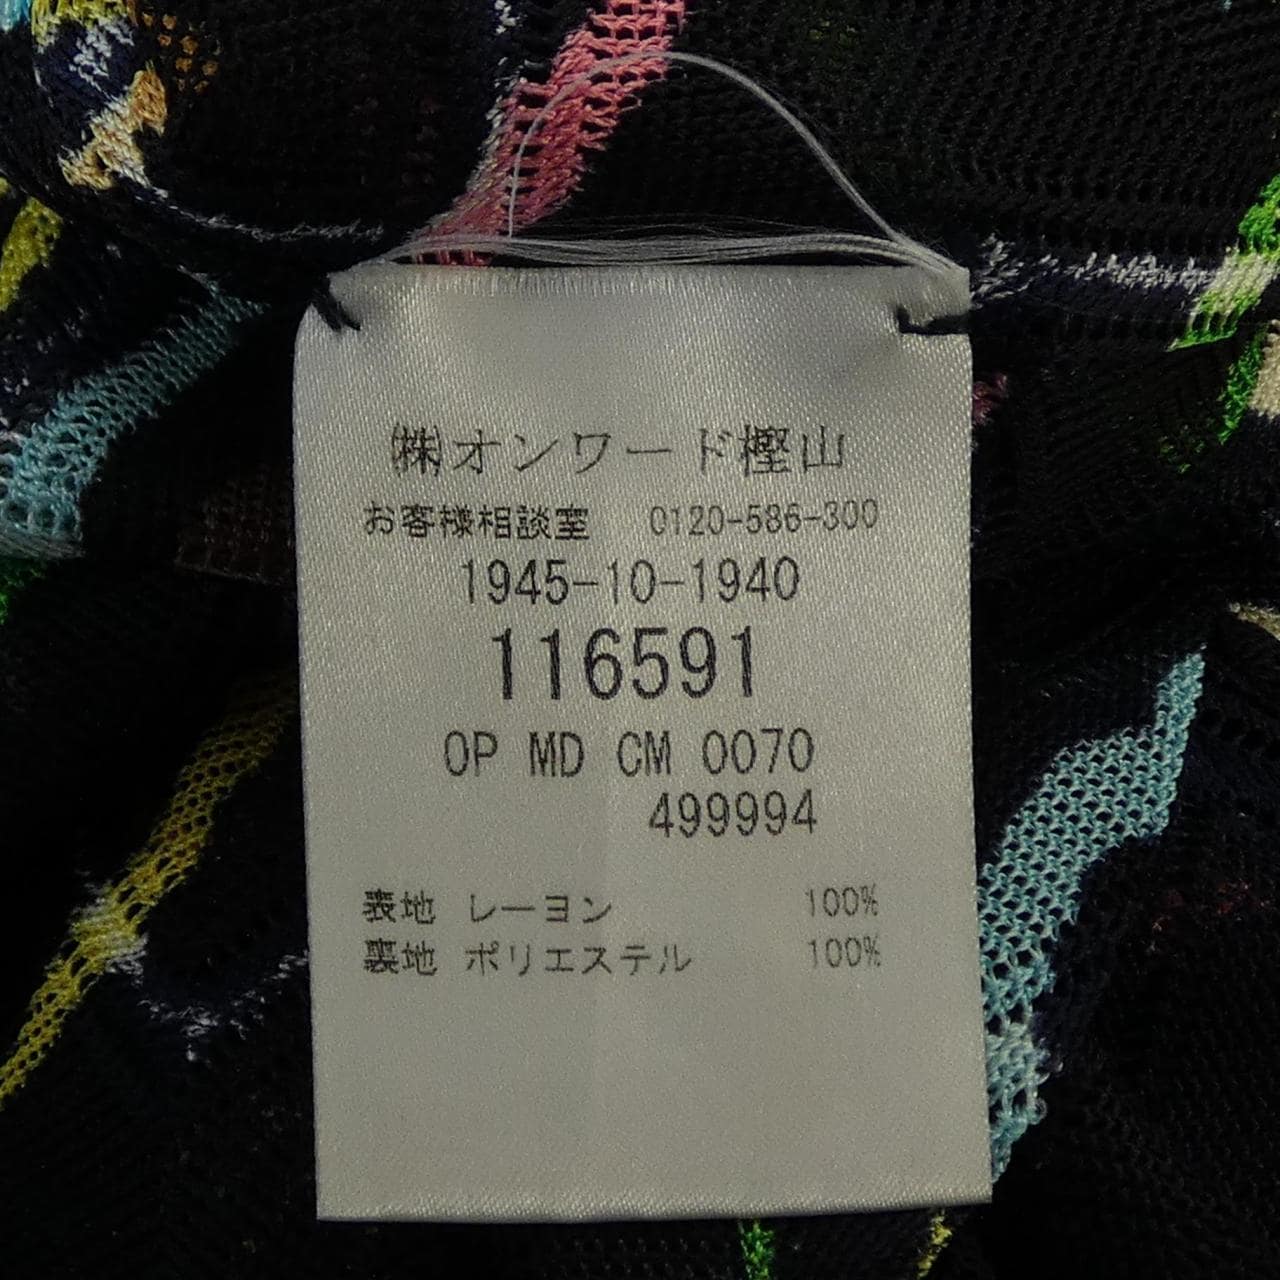 ㈱オンワード樫山
お客様相談室 0120-586-300
1945-10-1940
116591
OP MD CM 0070
499994
表地 レーヨン 100%
裏地 ポリエステル 100%